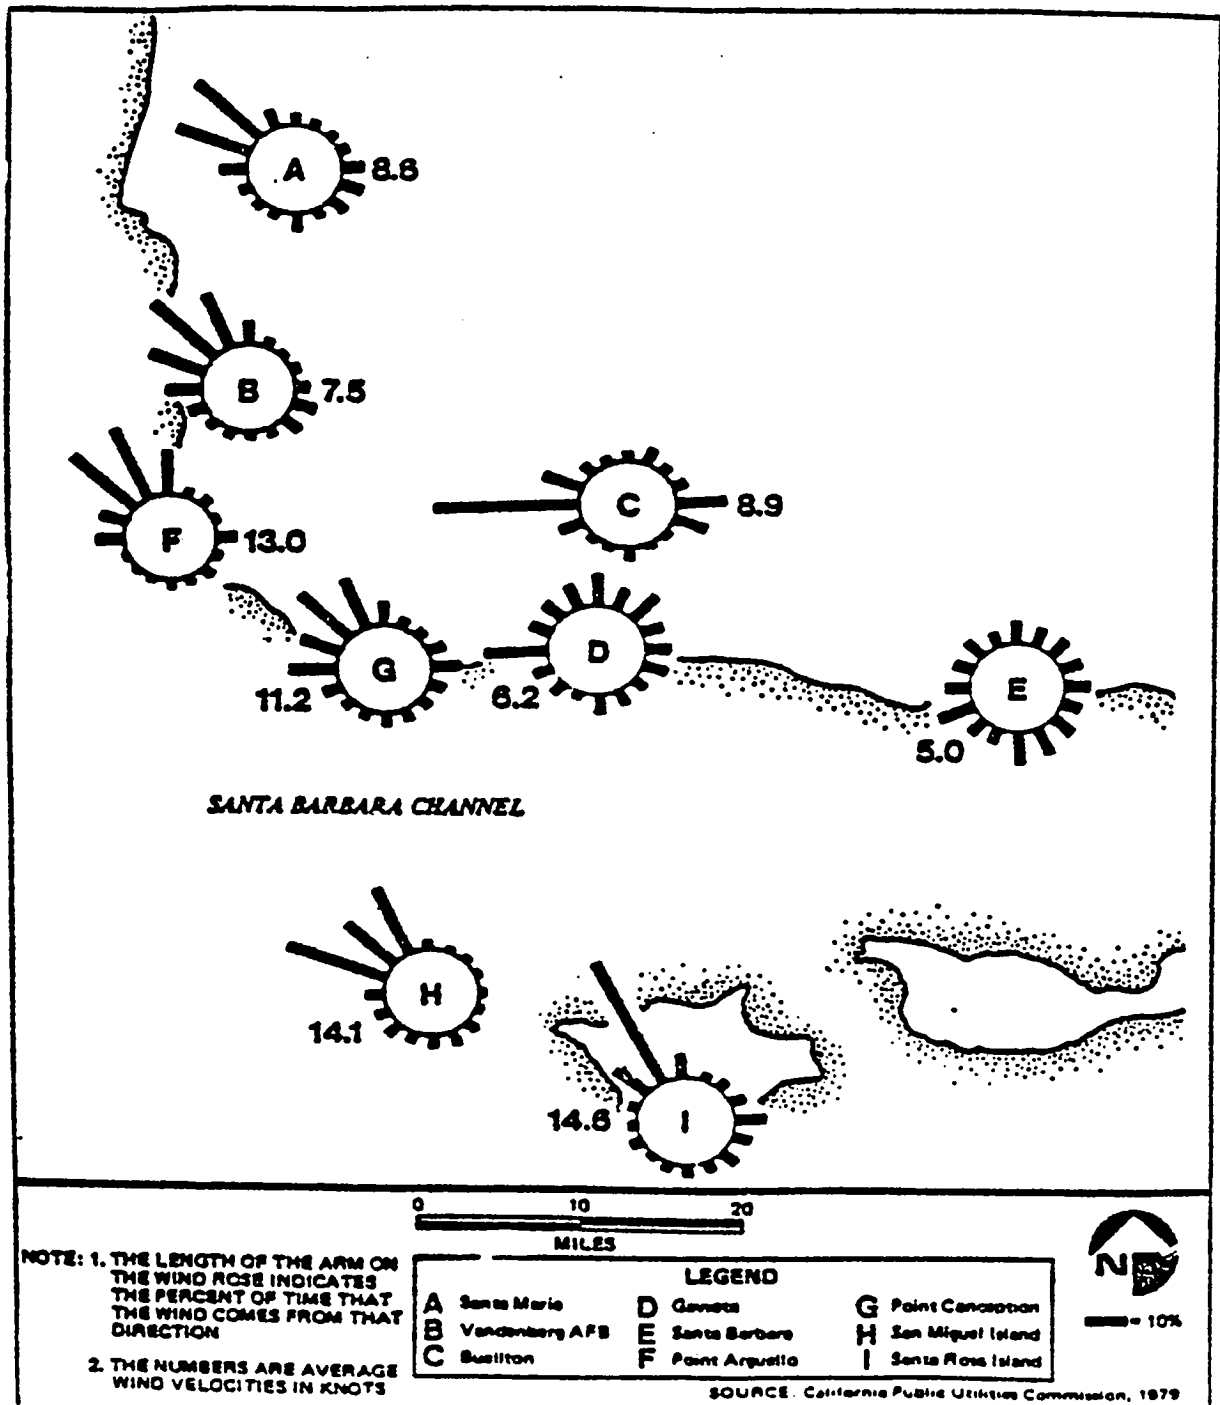 A
8.6
B
7.5
F
13.0
C
8.9
G
11.2
D
6.2
E
5.0
SANTA BARBARA CHANNEL
H
14.1
I
14.6
0 10 20
MILES
NOTE: 1. THE LENGTH OF THE ARM ON
THE WIND ROSE INDICATES
THE PERCENT OF TIME THAT
THE WIND COMES FROM THAT
DIRECTION
2. THE NUMBERS ARE AVERAGE
WIND VELOCITIES IN KNOTS
LEGEND
A Santa Maria
B Vandenberg AFB
C Buellton
D Gaviota
E Santa Barbara
F Point Arguello
G Point Conception
H San Miguel Island
I Santa Rosa Island
N
= 10%
SOURCE: California Public Utilities Commission, 1979